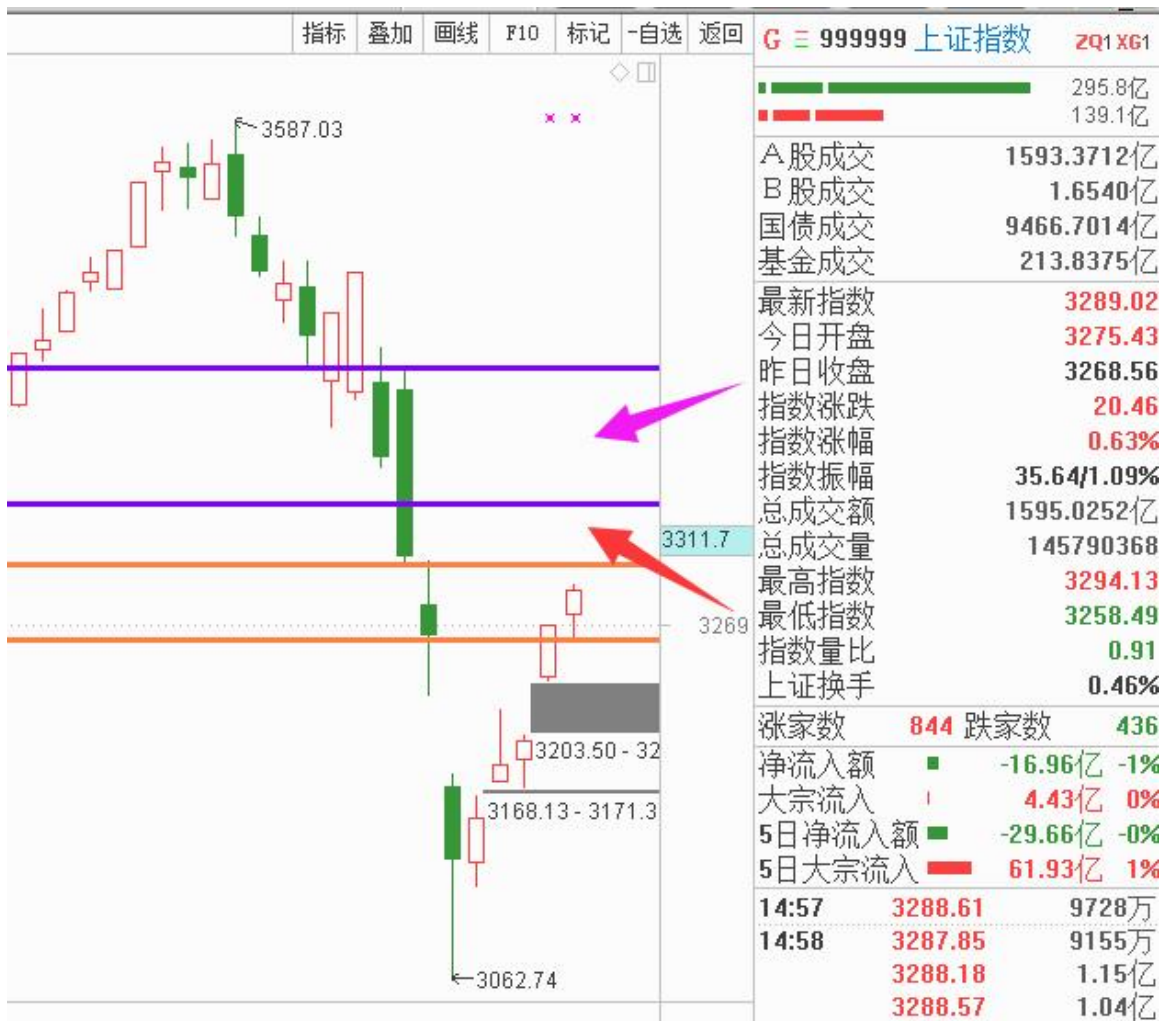 指标 叠加 画线 F10 标记 -自选 返回
G 999999 上证指数 ZQ1 XG1
295.8亿
139.1亿
3587.03
A股成交 1593.3712亿
B股成交 1.6540亿
国债成交 9466.7014亿
基金成交 213.8375亿
最新指数 3289.02
今日开盘 3275.43
昨日收盘 3268.56
指数涨跌 20.46
指数涨幅 0.63%
指数振幅 35.64/1.09%
总成交额 1595.0252亿
3311.7
总成交量 145790368
最高指数 3294.13
最低指数 3258.49
3269
指数量比 0.91
上证换手 0.46%
涨家数 844 跌家数 436
3203.50 - 32
净流入额 -16.96亿 -1%
大宗流入 4.43亿 0%
3168.13 - 3171.3
5日净流入额 -29.66亿 -0%
5日大宗流入 61.93亿 1%
14:57 3288.61 9728万
14:58 3287.85 9155万
3288.18 1.15亿
3062.74
3288.57 1.04亿